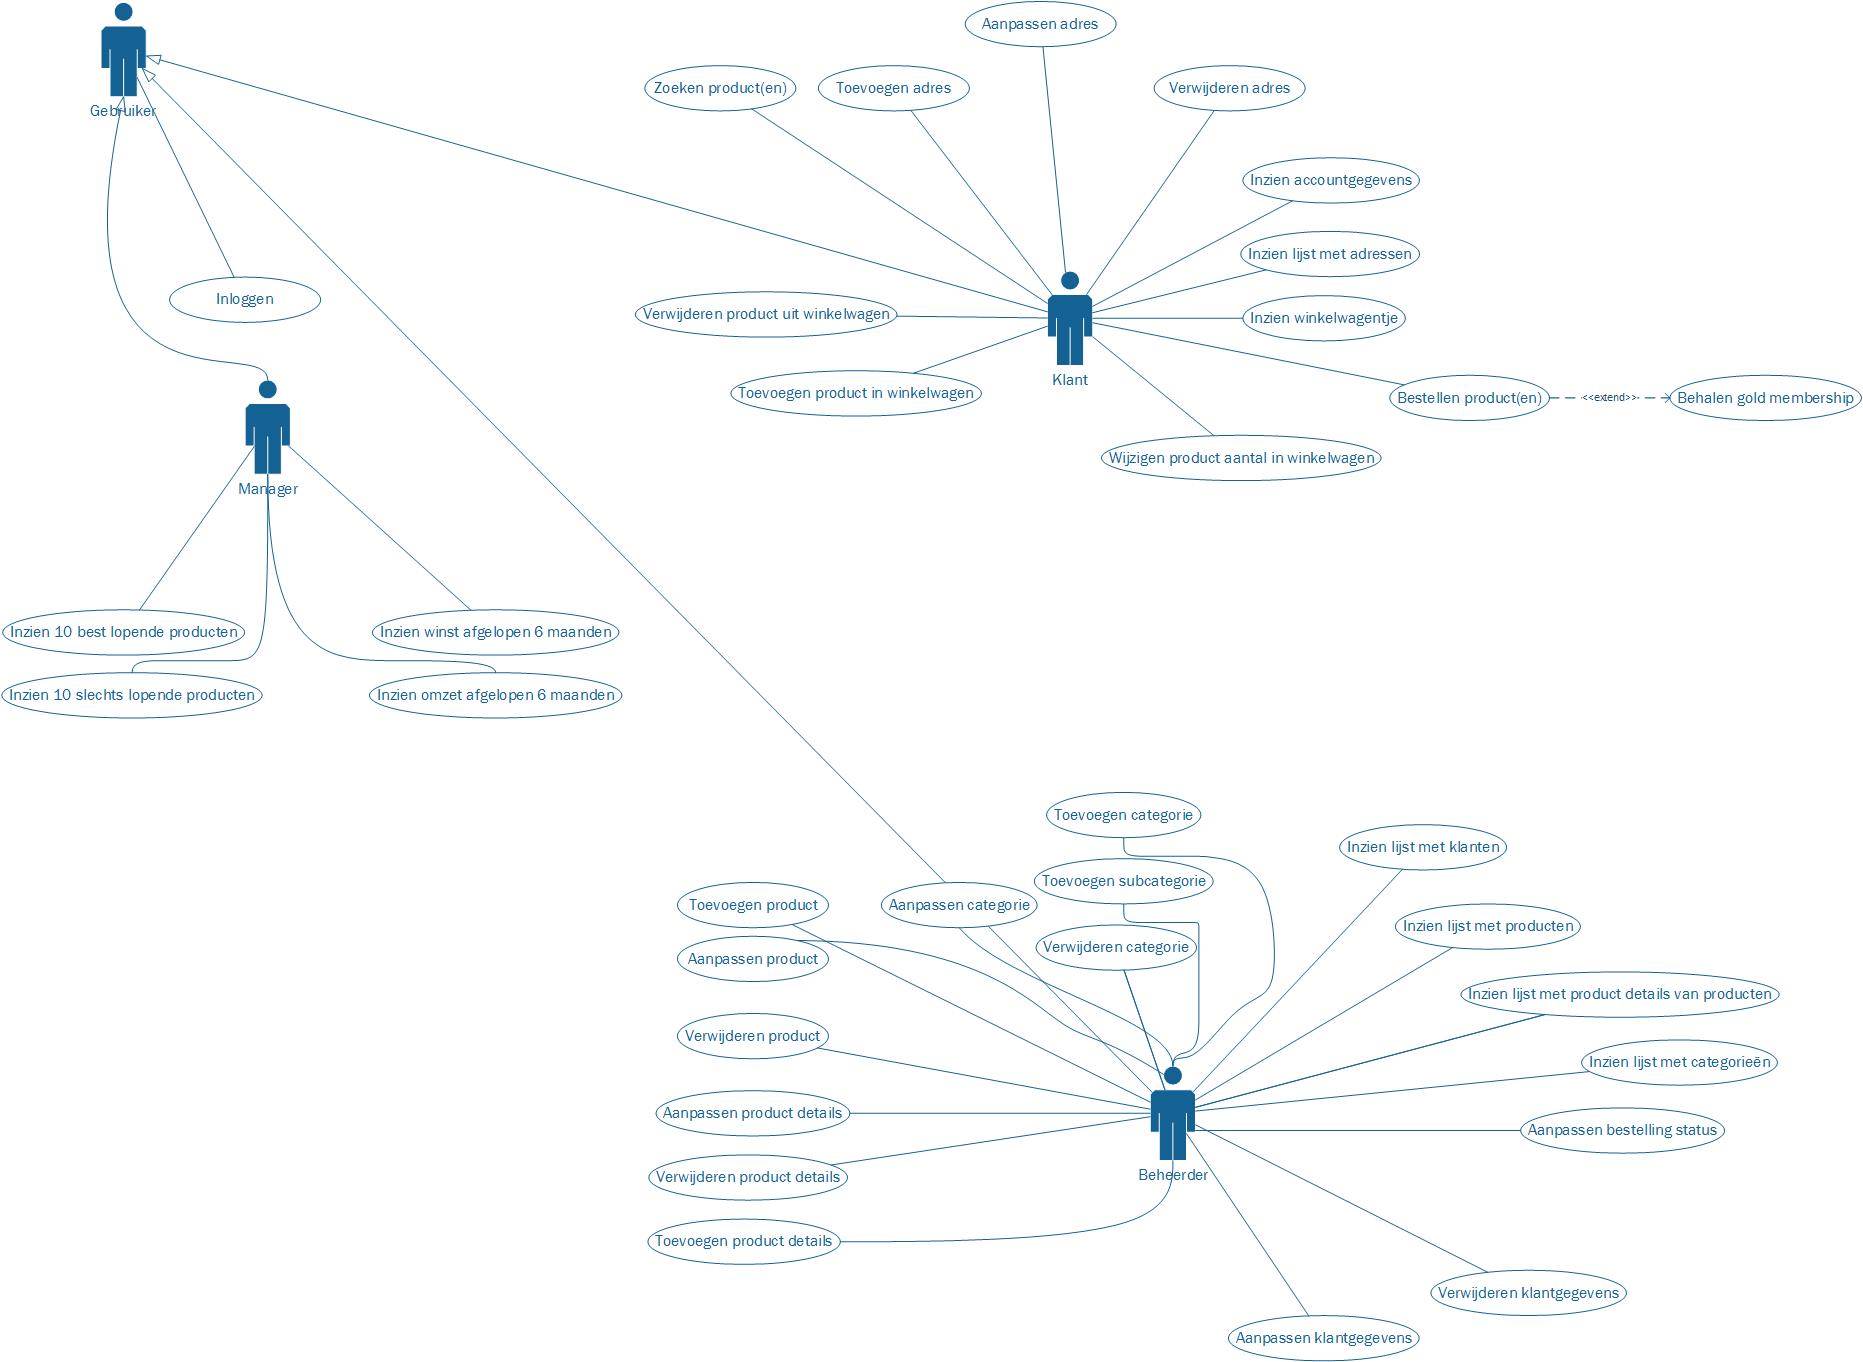 Aanpassen adres
Zoeken product(en)
Toevoegen adres
Verwijderen adres
Gebruiker
Inzien accountgegevens
Inzien lijst met adressen
Inloggen
Verwijderen product uit winkelwagen
Inzien winkelwagentje
Klant
Toevoegen product in winkelwagen
Bestellen product(en)
<<extend>>
Behalen gold membership
Wijzigen product aantal in winkelwagen
Manager
Inzien 10 best lopende producten
Inzien winst afgelopen 6 maanden
Inzien 10 slechts lopende producten
Inzien omzet afgelopen 6 maanden
Toevoegen categorie
Inzien lijst met klanten
Toevoegen subcategorie
Toevoegen product
Aanpassen categorie
Inzien lijst met producten
Verwijderen categorie
Aanpassen product
Inzien lijst met product details van producten
Verwijderen product
Inzien lijst met categorieën
Aanpassen product details
Aanpassen bestelling status
Beheerder
Verwijderen product details
Toevoegen product details
Verwijderen klantgegevens
Aanpassen klantgegevens